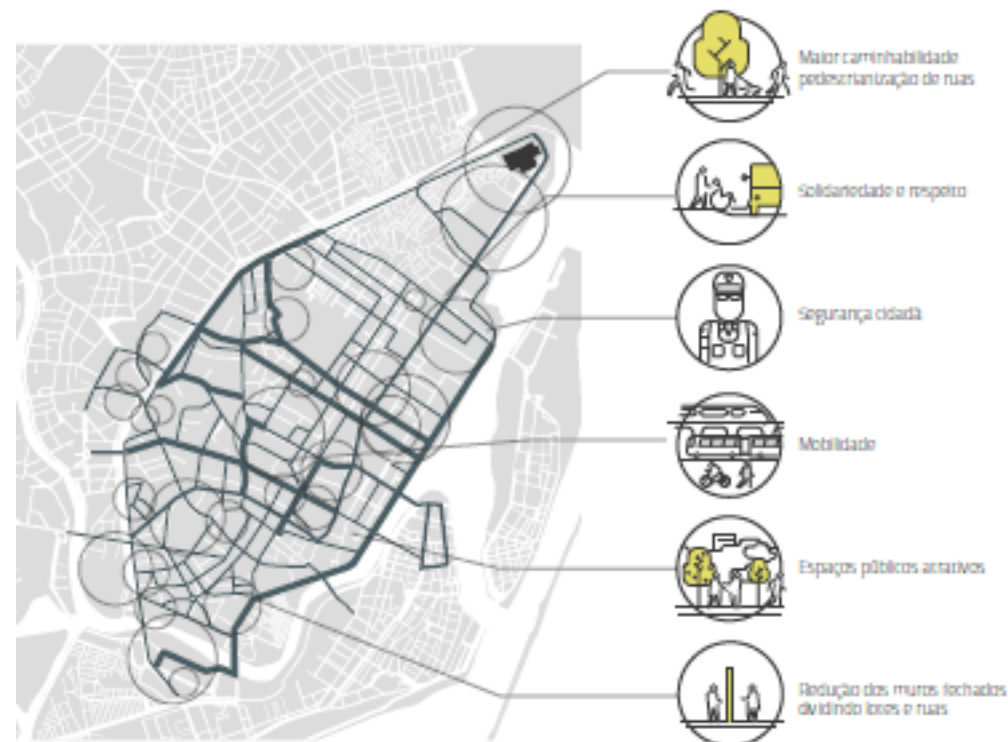 Maior caminhabilidade
pedestrianização de ruas
Solidariedade e respeito
Segurança cidadã
Mobilidade
Espaços públicos atrativos
Redução dos muros fechados
dividindo lotes e ruas